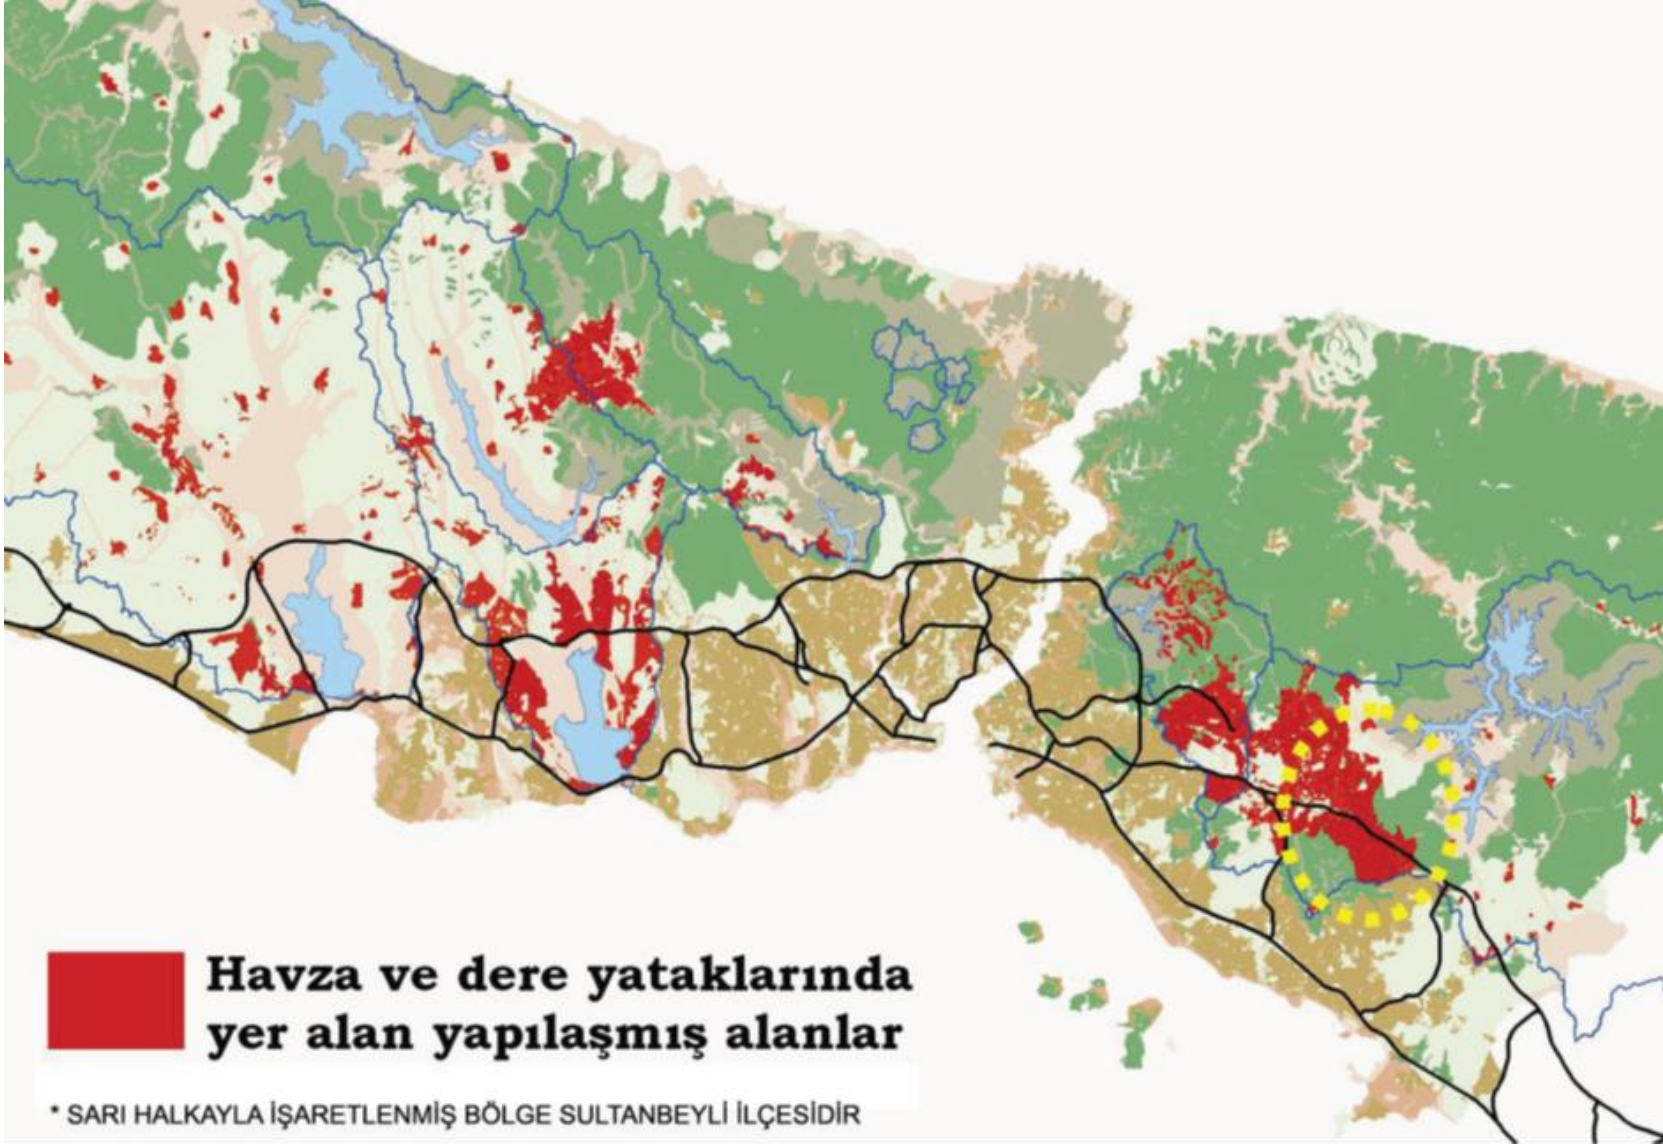 Havza ve dere yataklarında
yer alan yapılaşmış alanlar
* SARI HALKAYLA İŞARETLENMİŞ BÖLGE SULTANBEYLİ İLÇESİDİR